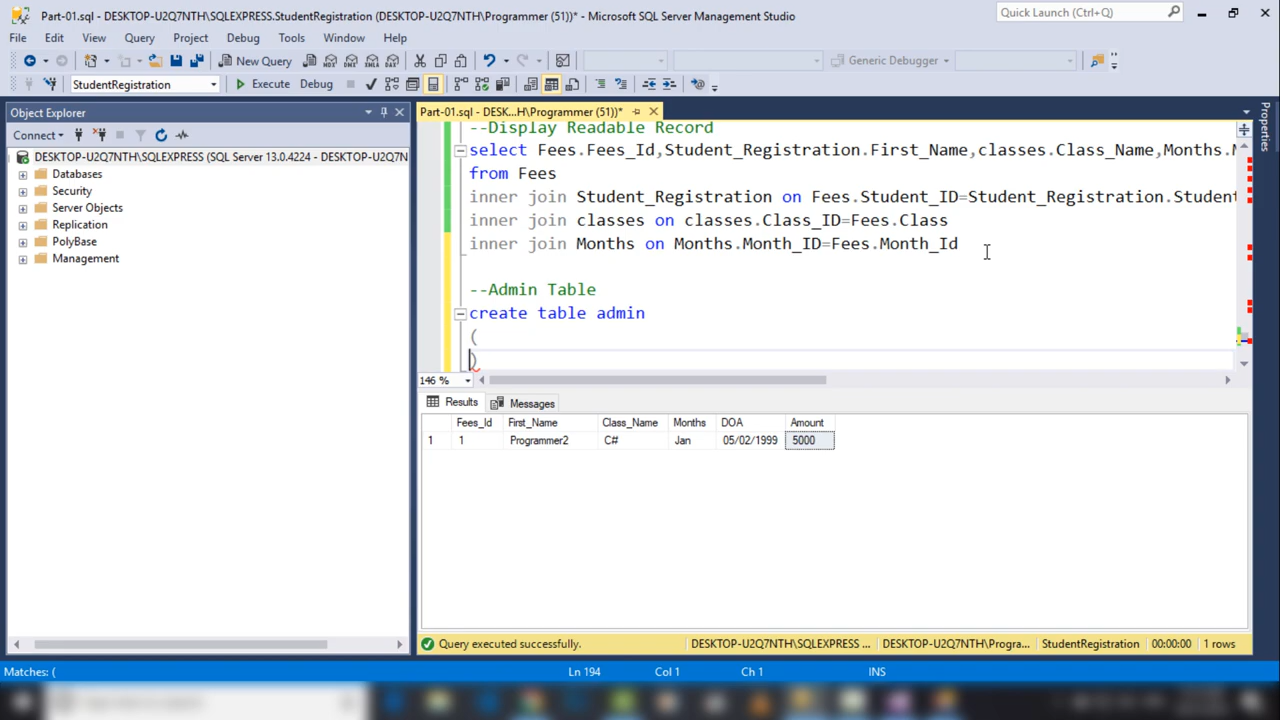 Part-01.sql - DESKTOP-U2Q7NTH\SQLEXPRESS.StudentRegistration (DESKTOP-U2Q7NTH\Programmer (51))* - Microsoft SQL Server Management Studio
Quick Launch (Ctrl+Q)
File Edit View Query Project Debug Tools Window Help
New Query
Generic Debugger
StudentRegistration
Execute Debug
Object Explorer
Part-01.sql - DESK...H\Programmer (51))*
Properties
Connect
DESKTOP-U2Q7NTH\SQLEXPRESS (SQL Server 13.0.4224 - DESKTOP-U2Q7NTH
Databases
Security
Server Objects
Replication
PolyBase
Management
--Display Readable Record
select Fees.Fees_Id,Student_Registration.First_Name,classes.Class_Name,Months.
from Fees
inner join Student_Registration on Fees.Student_ID=Student_Registration.Student
inner join classes on classes.Class_ID=Fees.Class
inner join Months on Months.Month_ID=Fees.Month_Id
--Admin Table
create table admin
(
)
146 %
Results Messages
Fees_Id First_Name Class_Name Months DOA Amount
1 1 Programmer2 C# Jan 05/02/1999 5000
Query executed successfully.
DESKTOP-U2Q7NTH\SQLEXPRESS ... DESKTOP-U2Q7NTH\Progra... StudentRegistration 00:00:00 1 rows
Matches: ( Ln 194 Col 1 Ch 1 INS